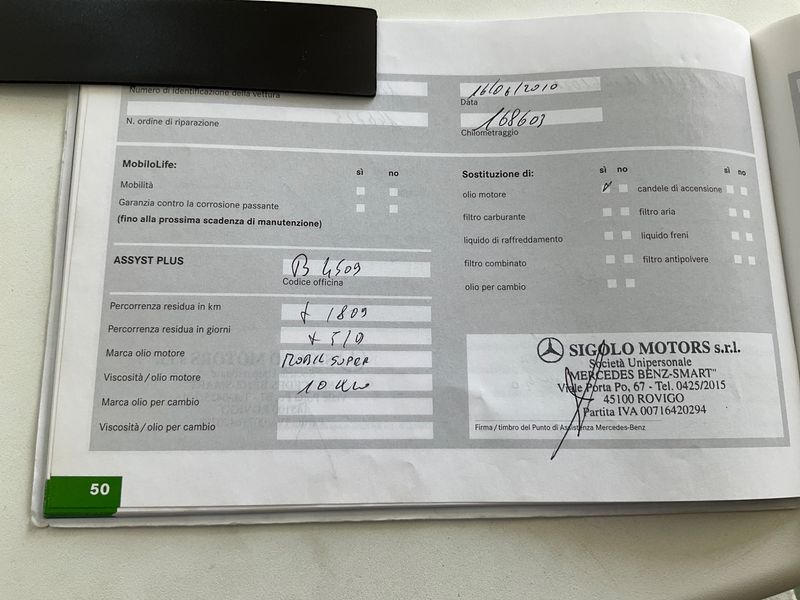 Numero di identificazione della vettura
16/06/2010
Data
N. ordine di riparazione
168603
Chilometraggio
MobiloLife:
sì no
Mobilità
Garanzia contro la corrosione passante
(fino alla prossima scadenza di manutenzione)
Sostituzione di:
sì no sì no
olio motore candele di accensione
filtro carburante filtro aria
liquido di raffreddamento liquido freni
filtro combinato filtro antipolvere
olio per cambio
ASSYST PLUS
B 4509
Codice officina
Percorrenza residua in km + 1809
Percorrenza residua in giorni
Marca olio motore MOBIL SUPER
Viscosità / olio motore
Marca olio per cambio
Viscosità / olio per cambio
SIGOLO MOTORS s.r.l.
Società Unipersonale
"MERCEDES BENZ-SMART"
Viale Porta Po, 67 - Tel. 0425/2015
45100 ROVIGO
Partita IVA 00716420294
Firma / timbro del Punto di Assistenza Mercedes-Benz
50